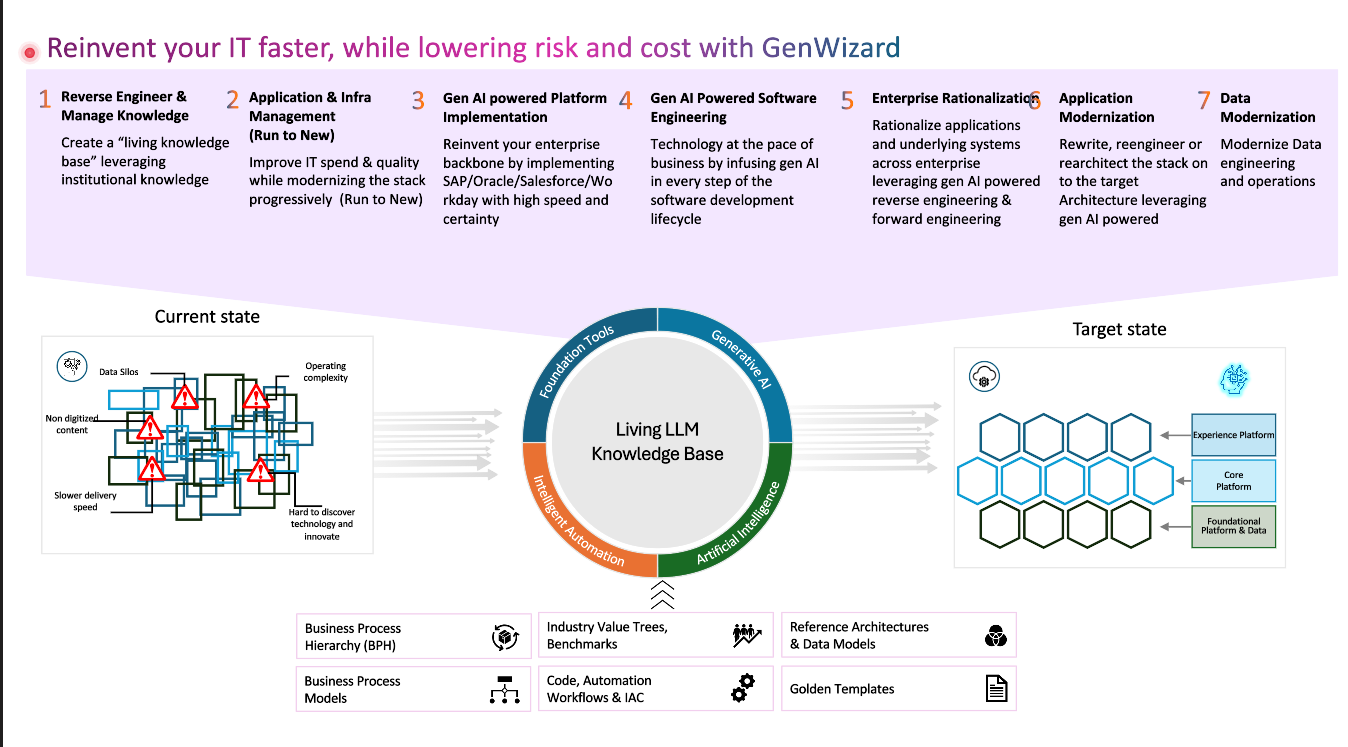 Reinvent your IT faster, while lowering risk and cost with GenWizard
1
Reverse Engineer &
Manage Knowledge
Create a “living knowledge
base” leveraging
institutional knowledge
2
Application & Infra
Management
(Run to New)
Improve IT spend & quality
while modernizing the stack
progressively (Run to New)
3
Gen AI powered Platform
Implementation
Reinvent your enterprise
backbone by implementing
SAP/Oracle/Salesforce/Wo
rkday with high speed and
certainty
4
Gen AI Powered Software
Engineering
Technology at the pace of
business by infusing gen AI
in every step of the
software development
lifecycle
5
Enterprise Rationalization
Rationalize applications
and underlying systems
across enterprise
leveraging gen AI powered
reverse engineering &
forward engineering
6
Application
Modernization
Rewrite, reengineer or
rearchitect the stack on
to the target
Architecture leveraging
gen AI powered
7
Data
Modernization
Modernize Data
engineering
and operations
Current state
Data Silos
Operating
complexity
Non digitized
content
Slower delivery
speed
Hard to discover
technology and
innovate
Foundation Tools
Generative AI
Intelligent Automation
Artificial Intelligence
Living LLM
Knowledge Base
Target state
Experience Platform
Core
Platform
Foundational
Platform & Data
Business Process
Hierarchy (BPH)
Industry Value Trees,
Benchmarks
Reference Architectures
& Data Models
Business Process
Models
Code, Automation
Workflows & IAC
Golden Templates